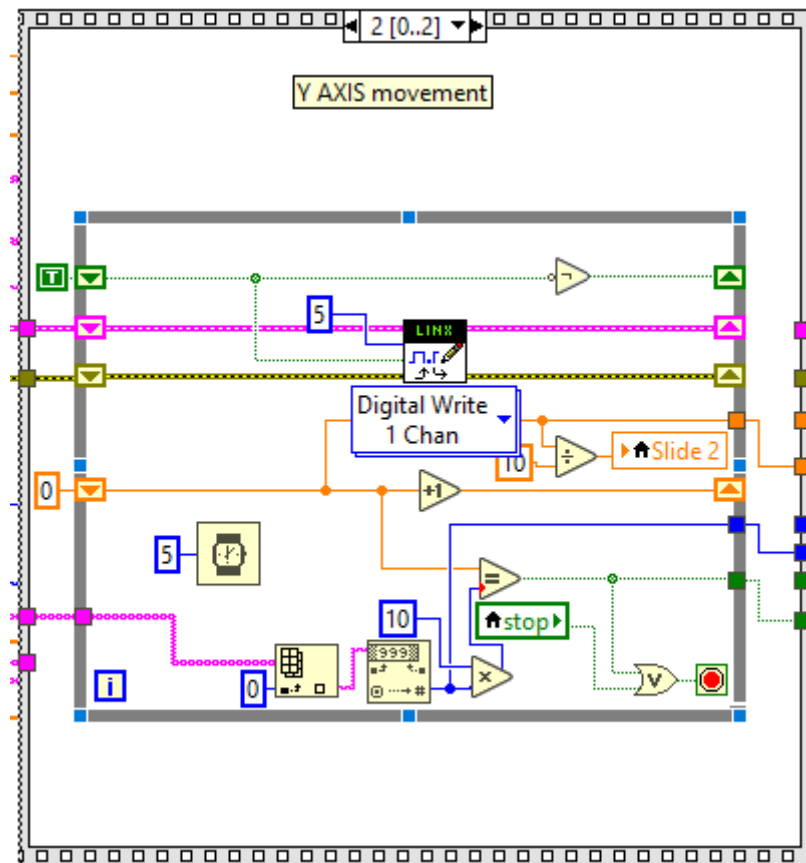 2 [0..2]
Y AXIS movement
T
5
LINX
Digital Write
1 Chan
10
Slide 2
0
+1
5
=
stop
10
999
0
#
×
i
V